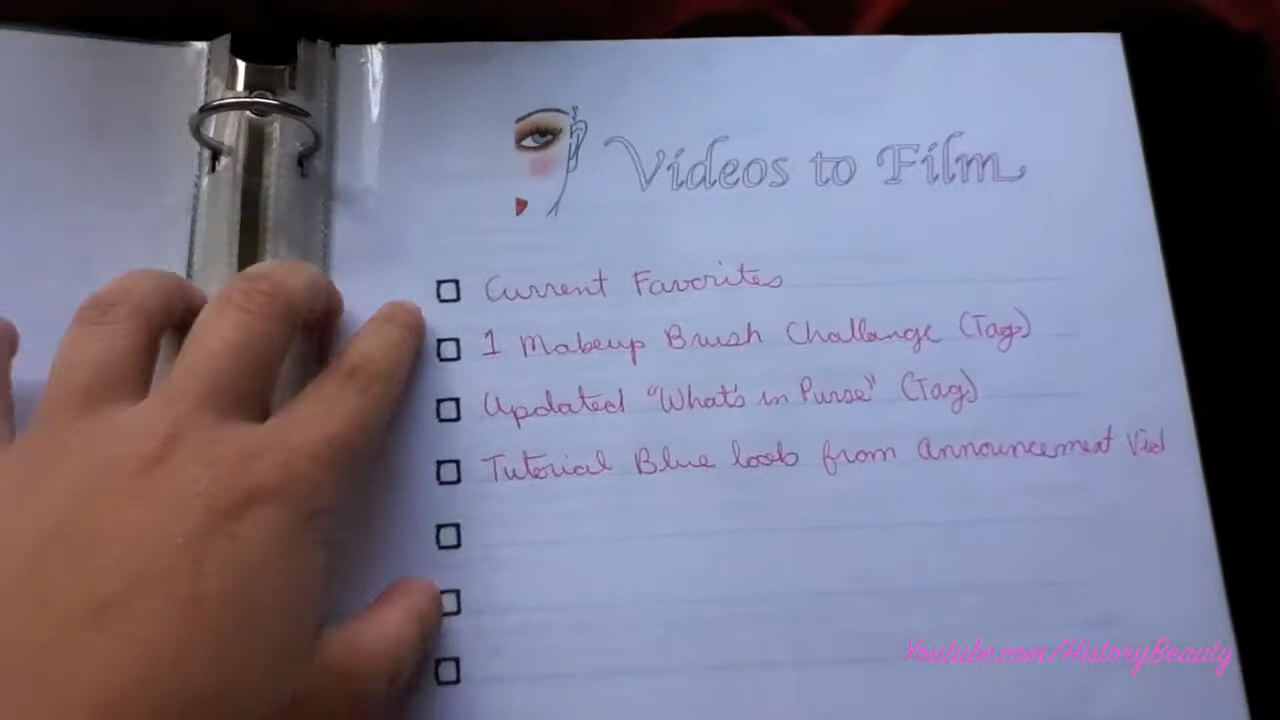 Videos to Film
Current Favorites
1 Makeup Brush Challange (Tag)
Updated "What's in Purse" (Tag)
Tutorial Blue look from Announcement Vid
Youtube.com/HistoryBeauty